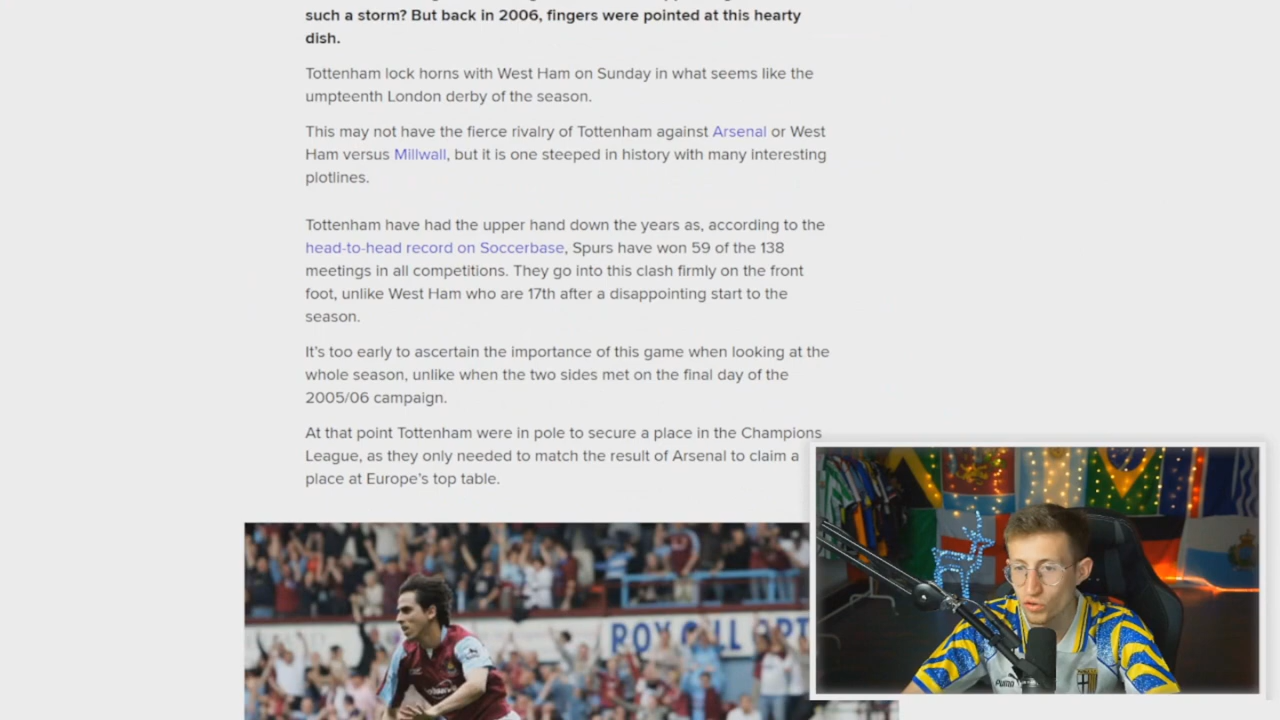 such a storm? But back in 2006, fingers were pointed at this hearty
dish.
Tottenham lock horns with West Ham on Sunday in what seems like the
umpteenth London derby of the season.
This may not have the fierce rivalry of Tottenham against Arsenal or West
Ham versus Millwall, but it is one steeped in history with many interesting
plotlines.
Tottenham have had the upper hand down the years as, according to the
head-to-head record on Soccerbase, Spurs have won 59 of the 138
meetings in all competitions. They go into this clash firmly on the front
foot, unlike West Ham who are 17th after a disappointing start to the
season.
It's too early to ascertain the importance of this game when looking at the
whole season, unlike when the two sides met on the final day of the
2005/06 campaign.
At that point Tottenham were in pole to secure a place in the Champions
League, as they only needed to match the result of Arsenal to claim a
place at Europe's top table.
PUMA